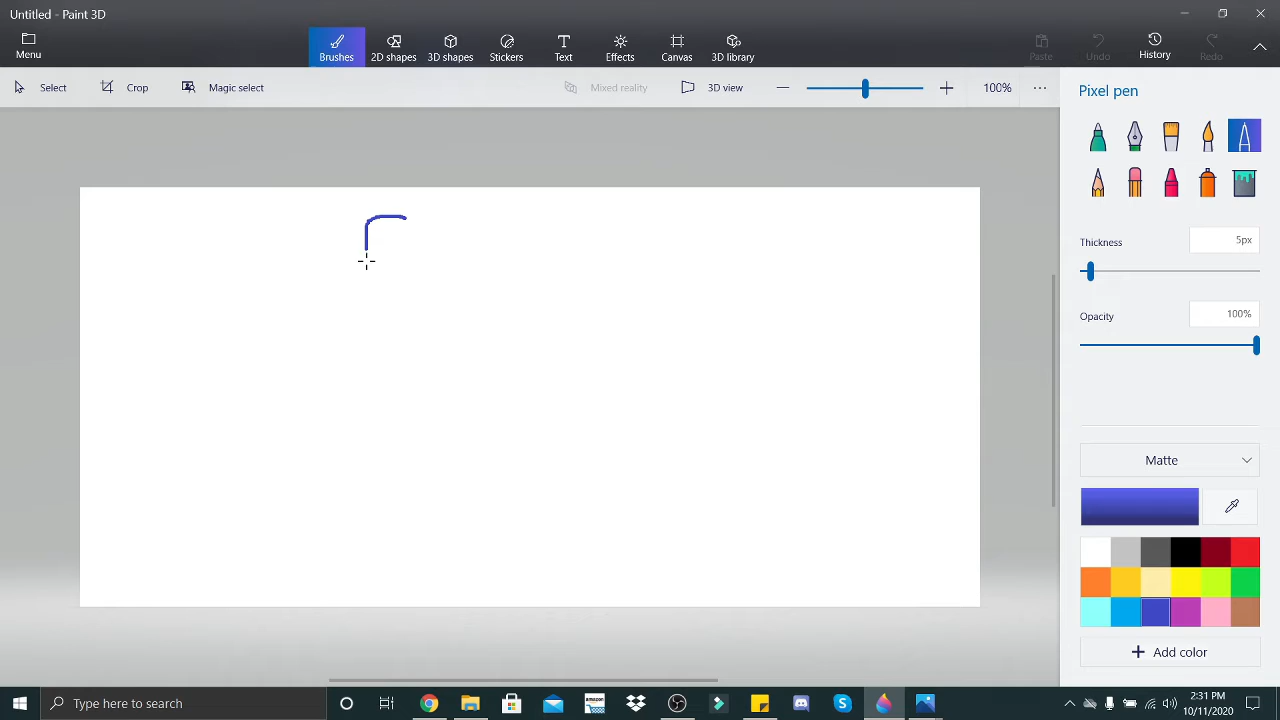 Untitled - Paint 3D
Menu
Brushes
2D shapes
3D shapes
Stickers
Text
Effects
Canvas
3D library
Paste
Undo
History
Redo
Select
Crop
Magic select
Mixed reality
3D view
100%
Pixel pen
Thickness
5px
Opacity
100%
Matte
Add color
Type here to search
amazon
2:31 PM
10/11/2020